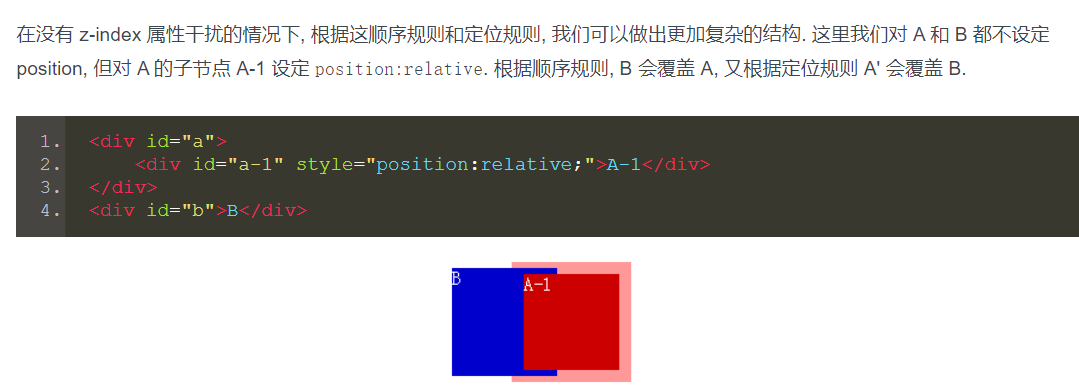 在没有 z-index 属性干扰的情况下, 根据这顺序规则和定位规则, 我们可以做出更加复杂的结构. 这里我们对 A 和 B 都不设定
position, 但对 A 的子节点 A-1 设定 position:relative. 根据顺序规则, B 会覆盖 A, 又根据定位规则 A' 会覆盖 B.
1. <div id="a">
2.     <div id="a-1" style="position:relative;">A-1</div>
3. </div>
4. <div id="b">B</div>
B
A-1